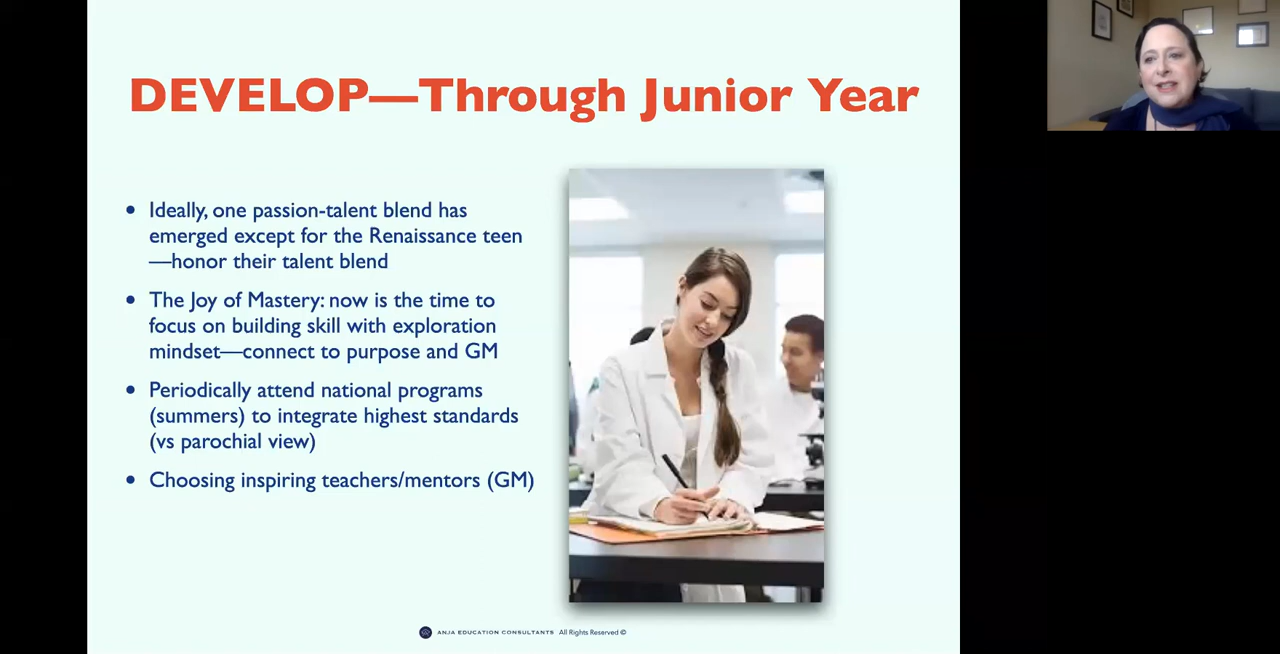 DEVELOP—Through Junior Year
• Ideally, one passion-talent blend has
emerged except for the Renaissance teen
—honor their talent blend
• The Joy of Mastery: now is the time to
focus on building skill with exploration
mindset—connect to purpose and GM
• Periodically attend national programs
(summers) to integrate highest standards
(vs parochial view)
• Choosing inspiring teachers/mentors (GM)
ANJA EDUCATION CONSULTANTS All Rights Reserved ©